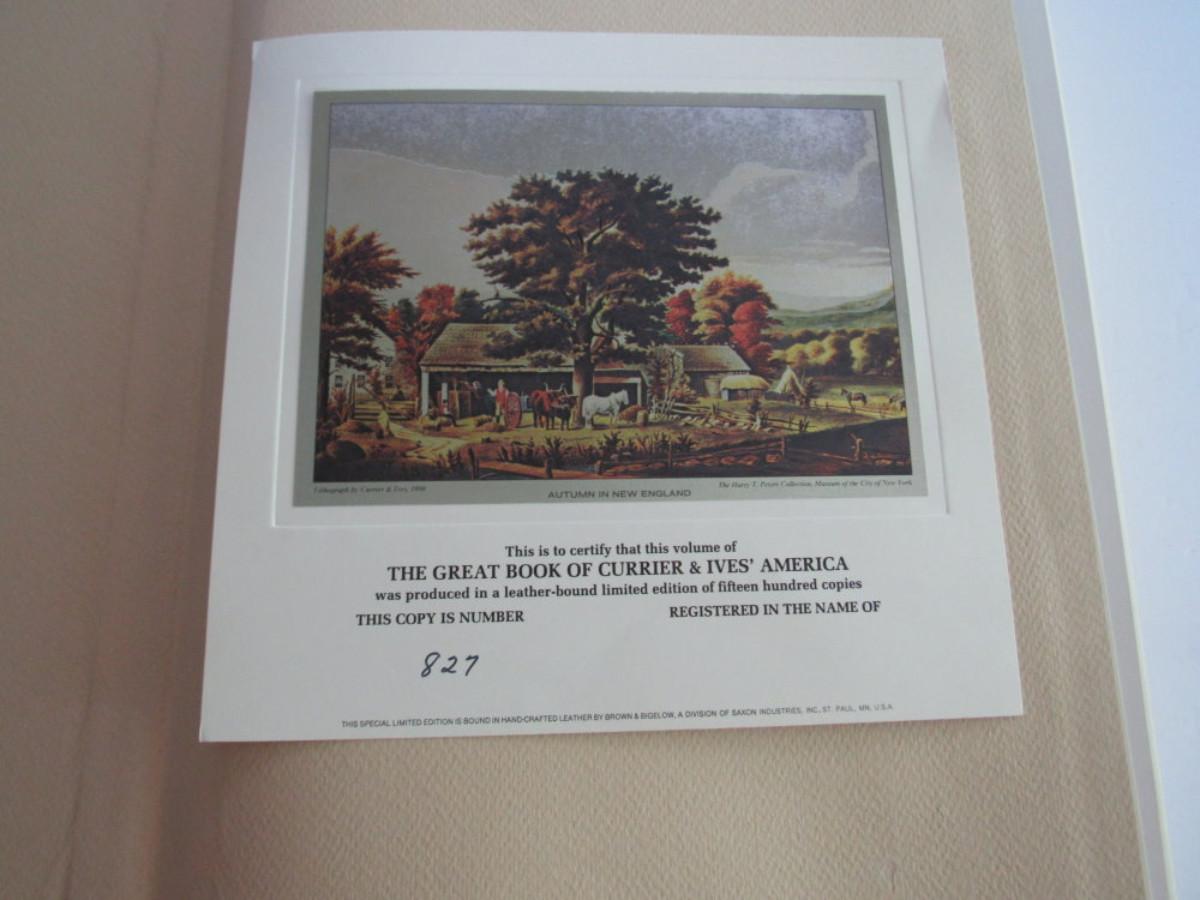 Lithograph by Currier & Ives, 1866
AUTUMN IN NEW ENGLAND
The Harry T. Peters Collection, Museum of the City of New York
This is to certify that this volume of
THE GREAT BOOK OF CURRIER & IVES' AMERICA
was produced in a leather-bound limited edition of fifteen hundred copies
THIS COPY IS NUMBER
REGISTERED IN THE NAME OF
827
THIS SPECIAL LIMITED EDITION IS BOUND IN HAND-CRAFTED LEATHER BY BROWN & BIGELOW, A DIVISION OF SAXON INDUSTRIES, INC., ST. PAUL, MN, U.S.A.